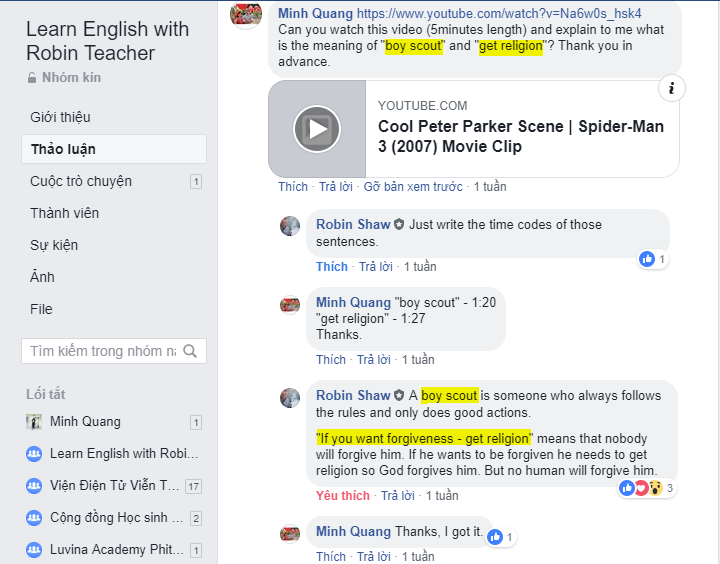 Learn English with
Robin Teacher
Nhóm kín
Giới thiệu
Thảo luận
Cuộc trò chuyện 1
Thành viên
Sự kiện
Ảnh
File
Tìm kiếm trong nhóm nà
Lối tắt
Minh Quang 1
Learn English with Robi...
Viện Điện Tử Viễn T... 17
Cộng đồng Học sinh ... 2
Luvina Academy Phit... 1
Minh Quang https://www.youtube.com/watch?v=Na6w0s_hsk4
Can you watch this video (5minutes length) and explain to me what
is the meaning of "boy scout" and "get religion"? Thank you in
advance.
i
YOUTUBE.COM
Cool Peter Parker Scene | Spider-Man
3 (2007) Movie Clip
Thích · Trả lời · Gỡ bản xem trước · 1 tuần
Robin Shaw Just write the time codes of those
sentences.
1
Thích · Trả lời · 1 tuần
Minh Quang "boy scout" - 1:20
"get religion" - 1:27
Thanks.
Thích · Trả lời · 1 tuần
Robin Shaw A boy scout is someone who always follows
the rules and only does good actions.
"If you want forgiveness - get religion" means that nobody
will forgive him. If he wants to be forgiven he needs to get
religion so God forgives him. But no human will forgive him.
3
Yêu thích · Trả lời · 1 tuần
Minh Quang Thanks, I got it.
1
Thích · Trả lời · 1 tuần